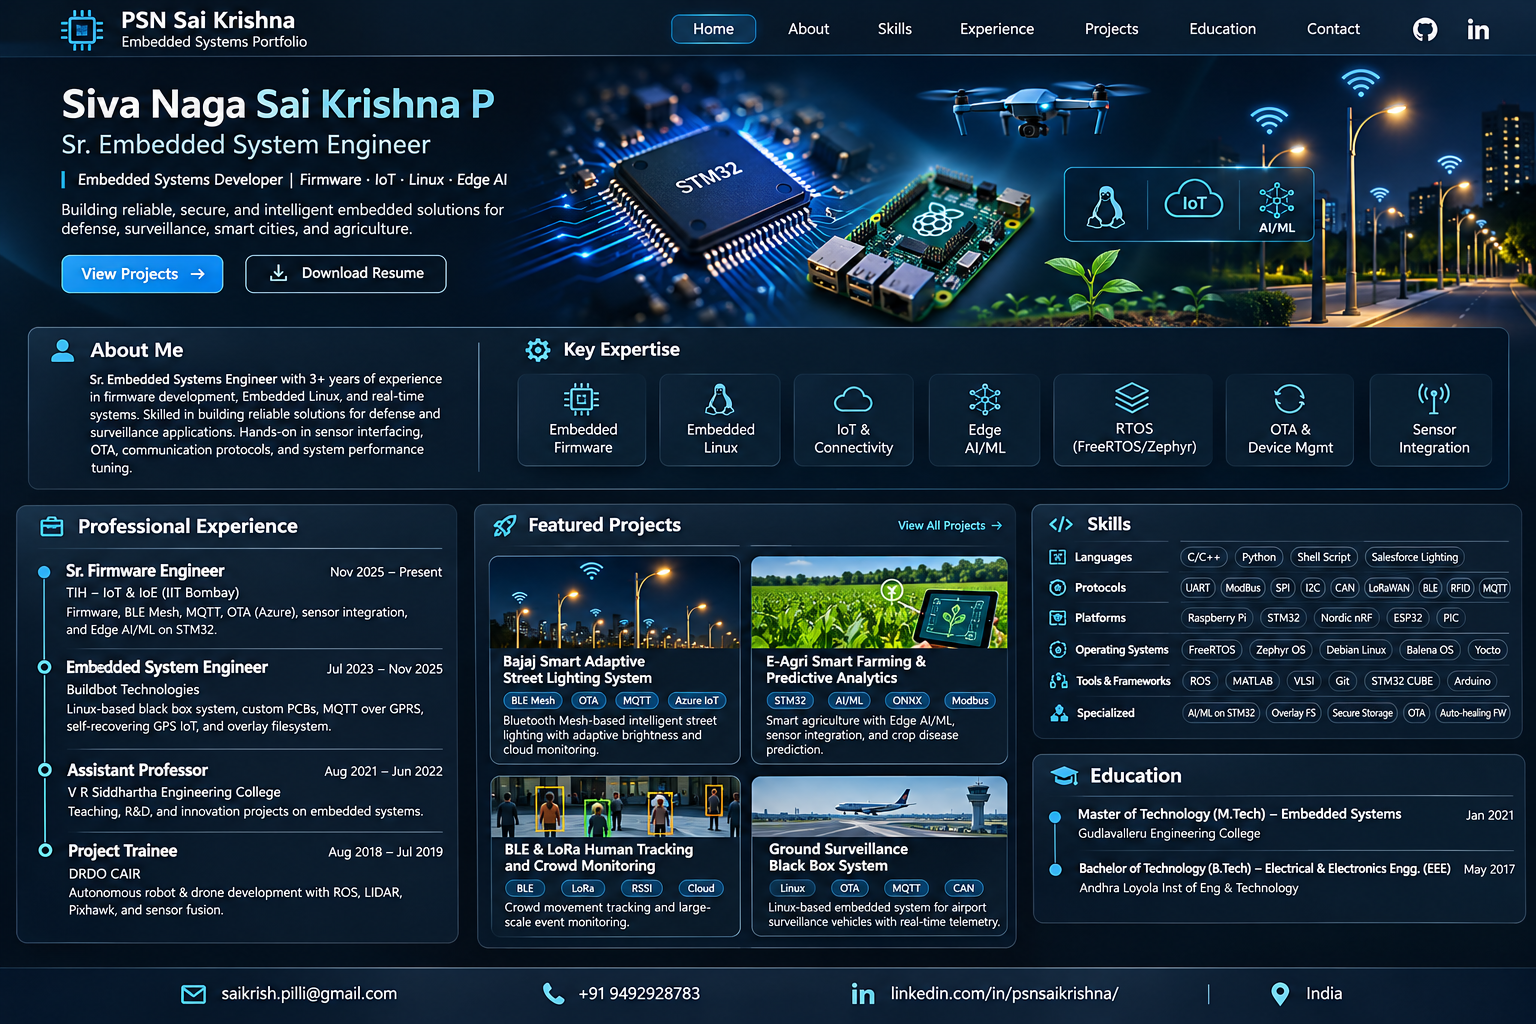 PSN Sai Krishna
Embedded Systems Portfolio
Home
About
Skills
Experience
Projects
Education
Contact
in
Siva Naga Sai Krishna P
Sr. Embedded System Engineer
Embedded Systems Developer | Firmware · IoT · Linux · Edge AI
Building reliable, secure, and intelligent embedded solutions for
defense, surveillance, smart cities, and agriculture.
View Projects →
Download Resume
STM32
IoT
AI/ML
About Me
Sr. Embedded Systems Engineer with 3+ years of experience
in firmware development, Embedded Linux, and real-time
systems. Skilled in building reliable solutions for defense and
surveillance applications. Hands-on in sensor interfacing,
OTA, communication protocols, and system performance
tuning.
Key Expertise
Embedded
Firmware
Embedded
Linux
IoT &
Connectivity
Edge
AI/ML
RTOS
(FreeRTOS/Zephyr)
OTA &
Device Mgmt
Sensor
Integration
Professional Experience
Sr. Firmware Engineer
Nov 2025 – Present
TIH – IoT & IoE (IIT Bombay)
Firmware, BLE Mesh, MQTT, OTA (Azure), sensor integration,
and Edge AI/ML on STM32.
Embedded System Engineer
Jul 2023 – Nov 2025
Buildbot Technologies
Linux-based black box system, custom PCBs, MQTT over GPRS,
self-recovering GPS IoT, and overlay filesystem.
Assistant Professor
Aug 2021 – Jun 2022
V R Siddhartha Engineering College
Teaching, R&D, and innovation projects on embedded systems.
Project Trainee
Aug 2018 – Jul 2019
DRDO CAIR
Autonomous robot & drone development with ROS, LIDAR,
Pixhawk, and sensor fusion.
Featured Projects
View All Projects →
Bajaj Smart Adaptive
Street Lighting System
BLE Mesh
OTA
MQTT
Azure IoT
Bluetooth Mesh-based intelligent street
lighting with adaptive brightness and
cloud monitoring.
E-Agri Smart Farming &
Predictive Analytics
STM32
AI/ML
ONNX
Modbus
Smart agriculture with Edge AI/ML,
sensor integration, and crop disease
prediction.
BLE & LoRa Human Tracking
and Crowd Monitoring
BLE
LoRa
RSSI
Cloud
Crowd movement tracking and large-
scale event monitoring.
Ground Surveillance
Black Box System
Linux
OTA
MQTT
CAN
Linux-based embedded system for airport
surveillance vehicles with real-time telemetry.
</> Skills
Languages
C/C++
Python
Shell Script
Salesforce Lighting
Protocols
UART
ModBus
SPI
I2C
CAN
LoRaWAN
BLE
RFID
MQTT
Platforms
Raspberry Pi
STM32
Nordic nRF
ESP32
PIC
Operating Systems
FreeRTOS
Zephyr OS
Debian Linux
Balena OS
Yocto
Tools & Frameworks
ROS
MATLAB
VLSI
Git
STM32 CUBE
Arduino
Specialized
AI/ML on STM32
Overlay FS
Secure Storage
OTA
Auto-healing FW
Education
Master of Technology (M.Tech) – Embedded Systems
Jan 2021
Gudlavalleru Engineering College
Bachelor of Technology (B.Tech) – Electrical & Electronics Engg. (EEE)
May 2017
Andhra Loyola Inst of Eng & Technology
saikrish.pilli@gmail.com
+91 9492928783
in
linkedin.com/in/psnsaikrishna/
India